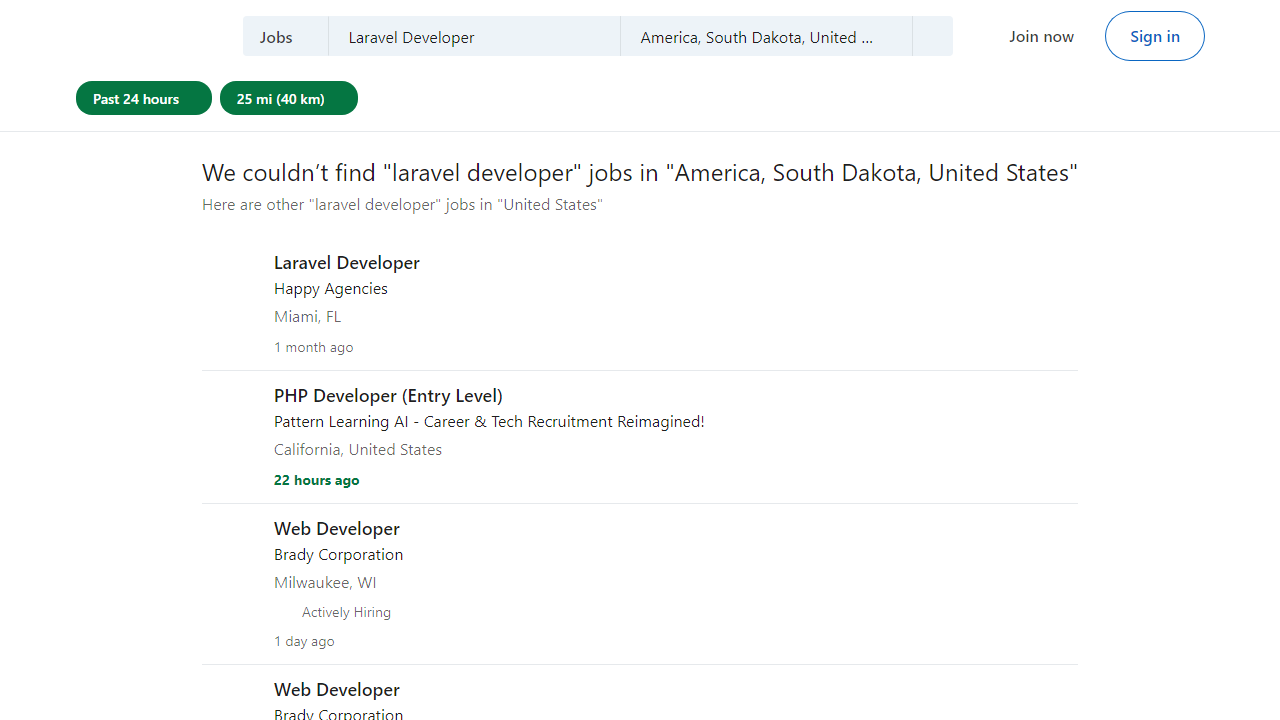 Jobs
Laravel Developer
America, South Dakota, United ...
Join now
Sign in
Past 24 hours
25 mi (40 km)
We couldn’t find "laravel developer" jobs in "America, South Dakota, United States"
Here are other "laravel developer" jobs in "United States"
Laravel Developer
Happy Agencies
Miami, FL
1 month ago
PHP Developer (Entry Level)
Pattern Learning AI - Career & Tech Recruitment Reimagined!
California, United States
22 hours ago
Web Developer
Brady Corporation
Milwaukee, WI
Actively Hiring
1 day ago
Web Developer
Brady Corporation